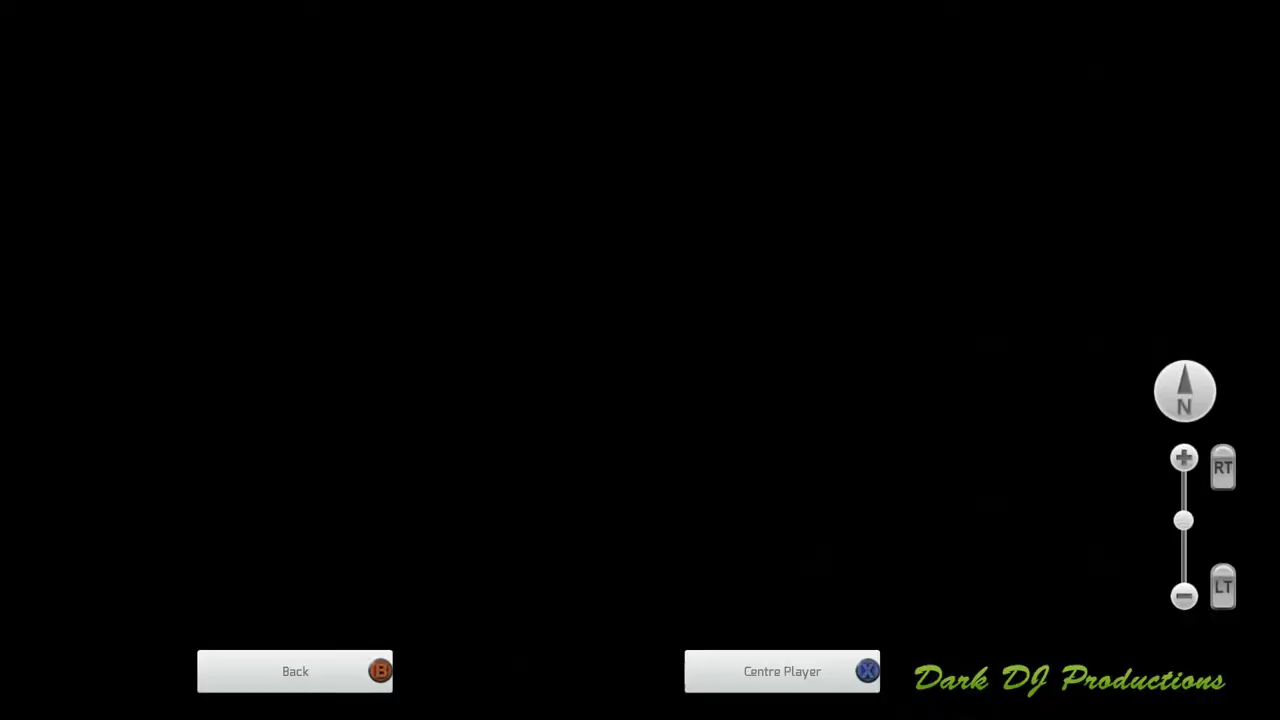 N
+
RT
LT
−
Back B
Centre Player X
Dark DJ Productions